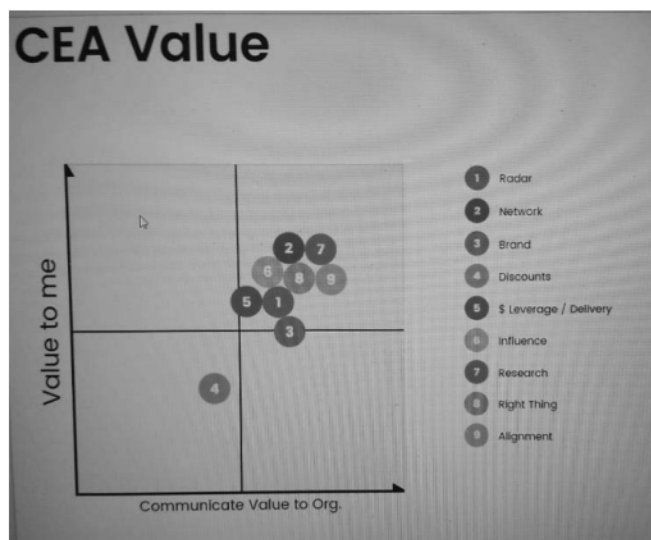 CEA Value
Value to me
2 7
6 8 9
5 1
3
4
Communicate Value to Org.
1 Radar
2 Network
3 Brand
4 Discounts
5 $ Leverage / Delivery
6 Influence
7 Research
8 Right Thing
9 Alignment